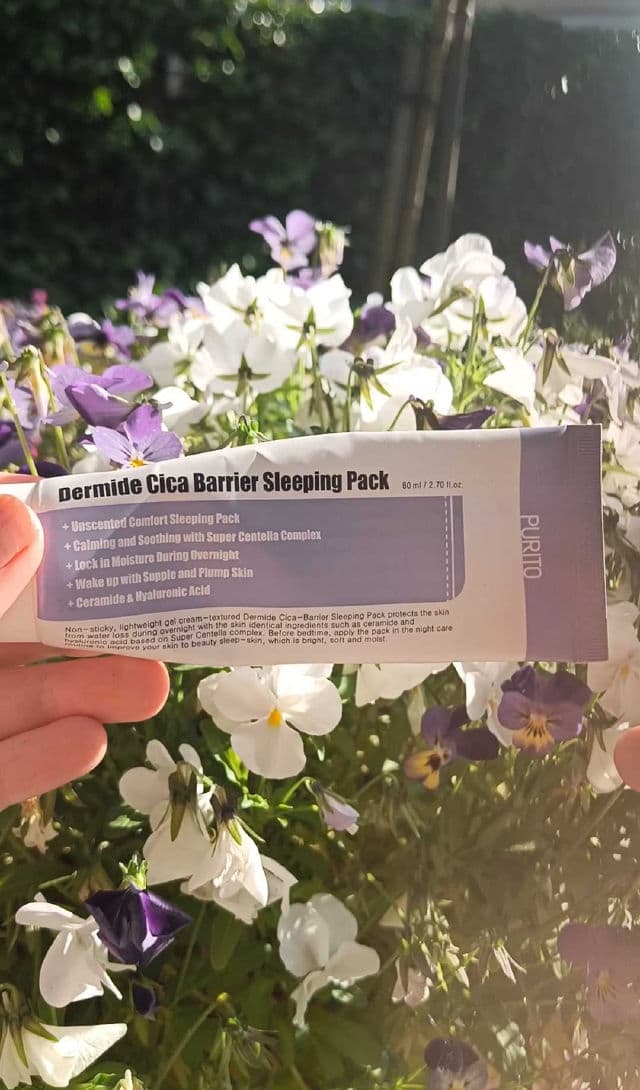 Dermide Cica Barrier Sleeping Pack 80 ml / 2.70 fl.oz.
+ Unscented Comfort Sleeping Pack
+ Calming and Soothing with Super Centella Complex
+ Lock in Moisture During Overnight
+ Wake up with Supple and Plump Skin
+ Ceramide & Hyaluronic Acid
PURITO
Non-sticky, lightweight gel cream-textured Dermide Cica-Barrier Sleeping Pack protects the skin
from water loss during overnight with the skin identical ingredients such as ceramide and
hyaluronic acid based on Super Centella complex. Before bedtime, apply the pack in the night care
routine to improve your skin to beauty sleep-skin, which is bright, soft and moist.